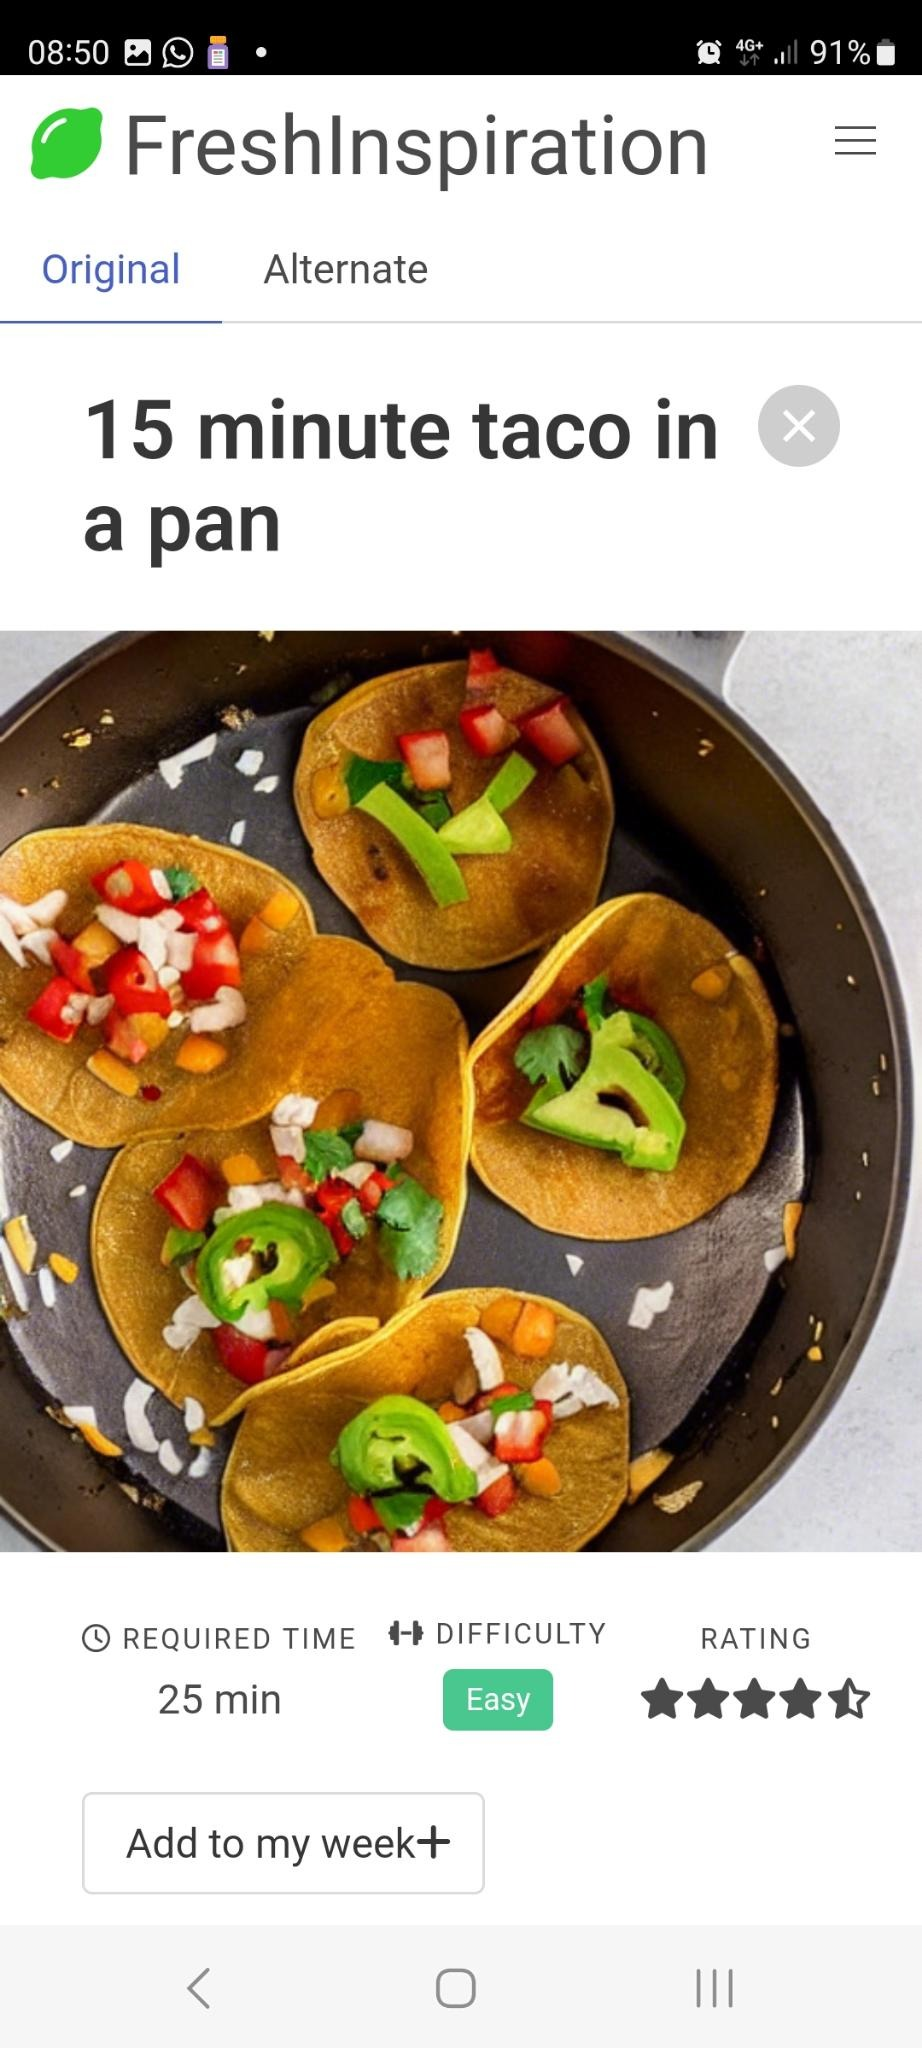 08:50
4G+
91%
FreshInspiration
Original
Alternate
15 minute taco in
a pan
REQUIRED TIME
25 min
DIFFICULTY
Easy
RATING
Add to my week+